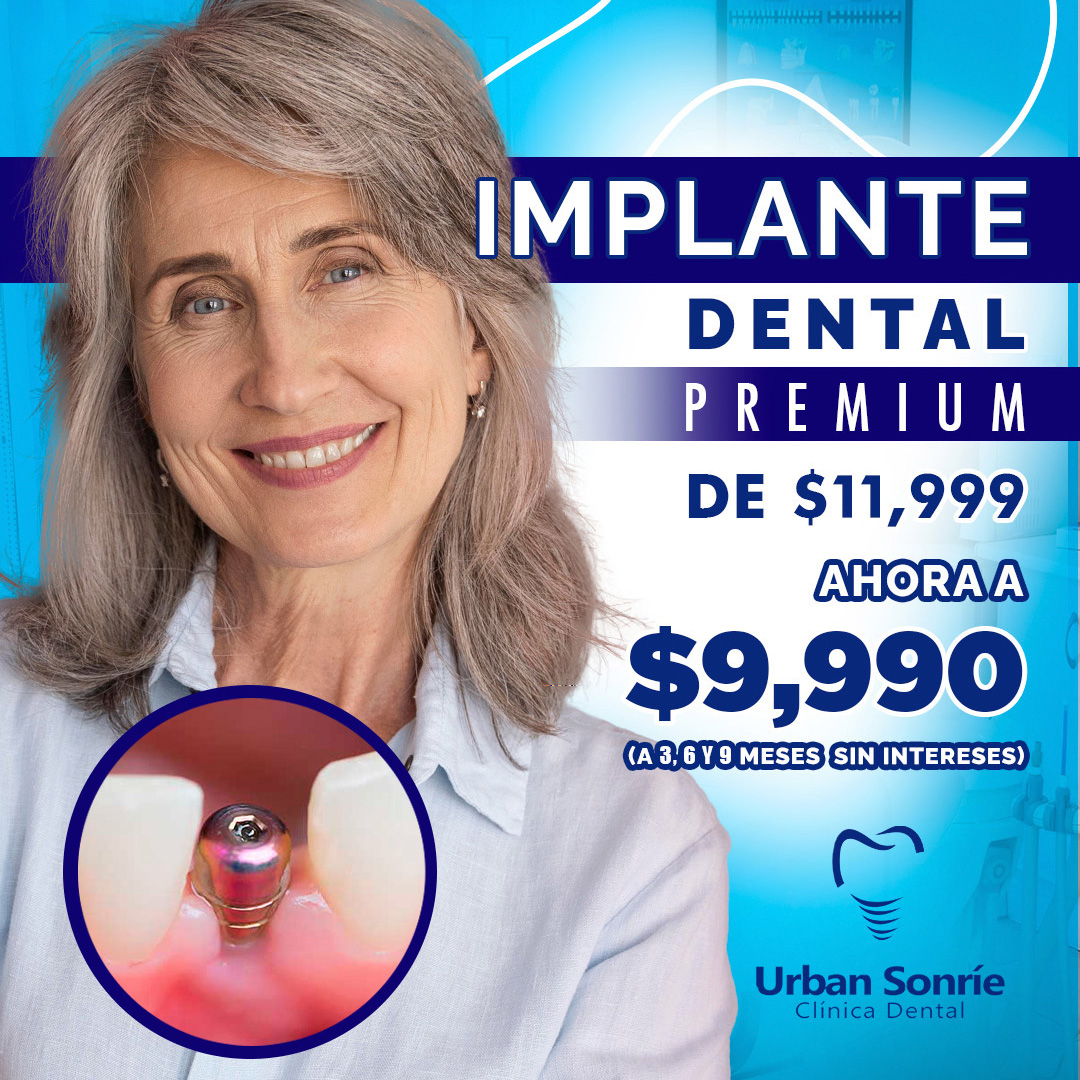 IMPLANTE
DENTAL
PREMIUM
DE $11,999
AHORA A
$9,990
(A 3, 6 Y 9 MESES SIN INTERESES)
Urban Sonríe
Clínica Dental